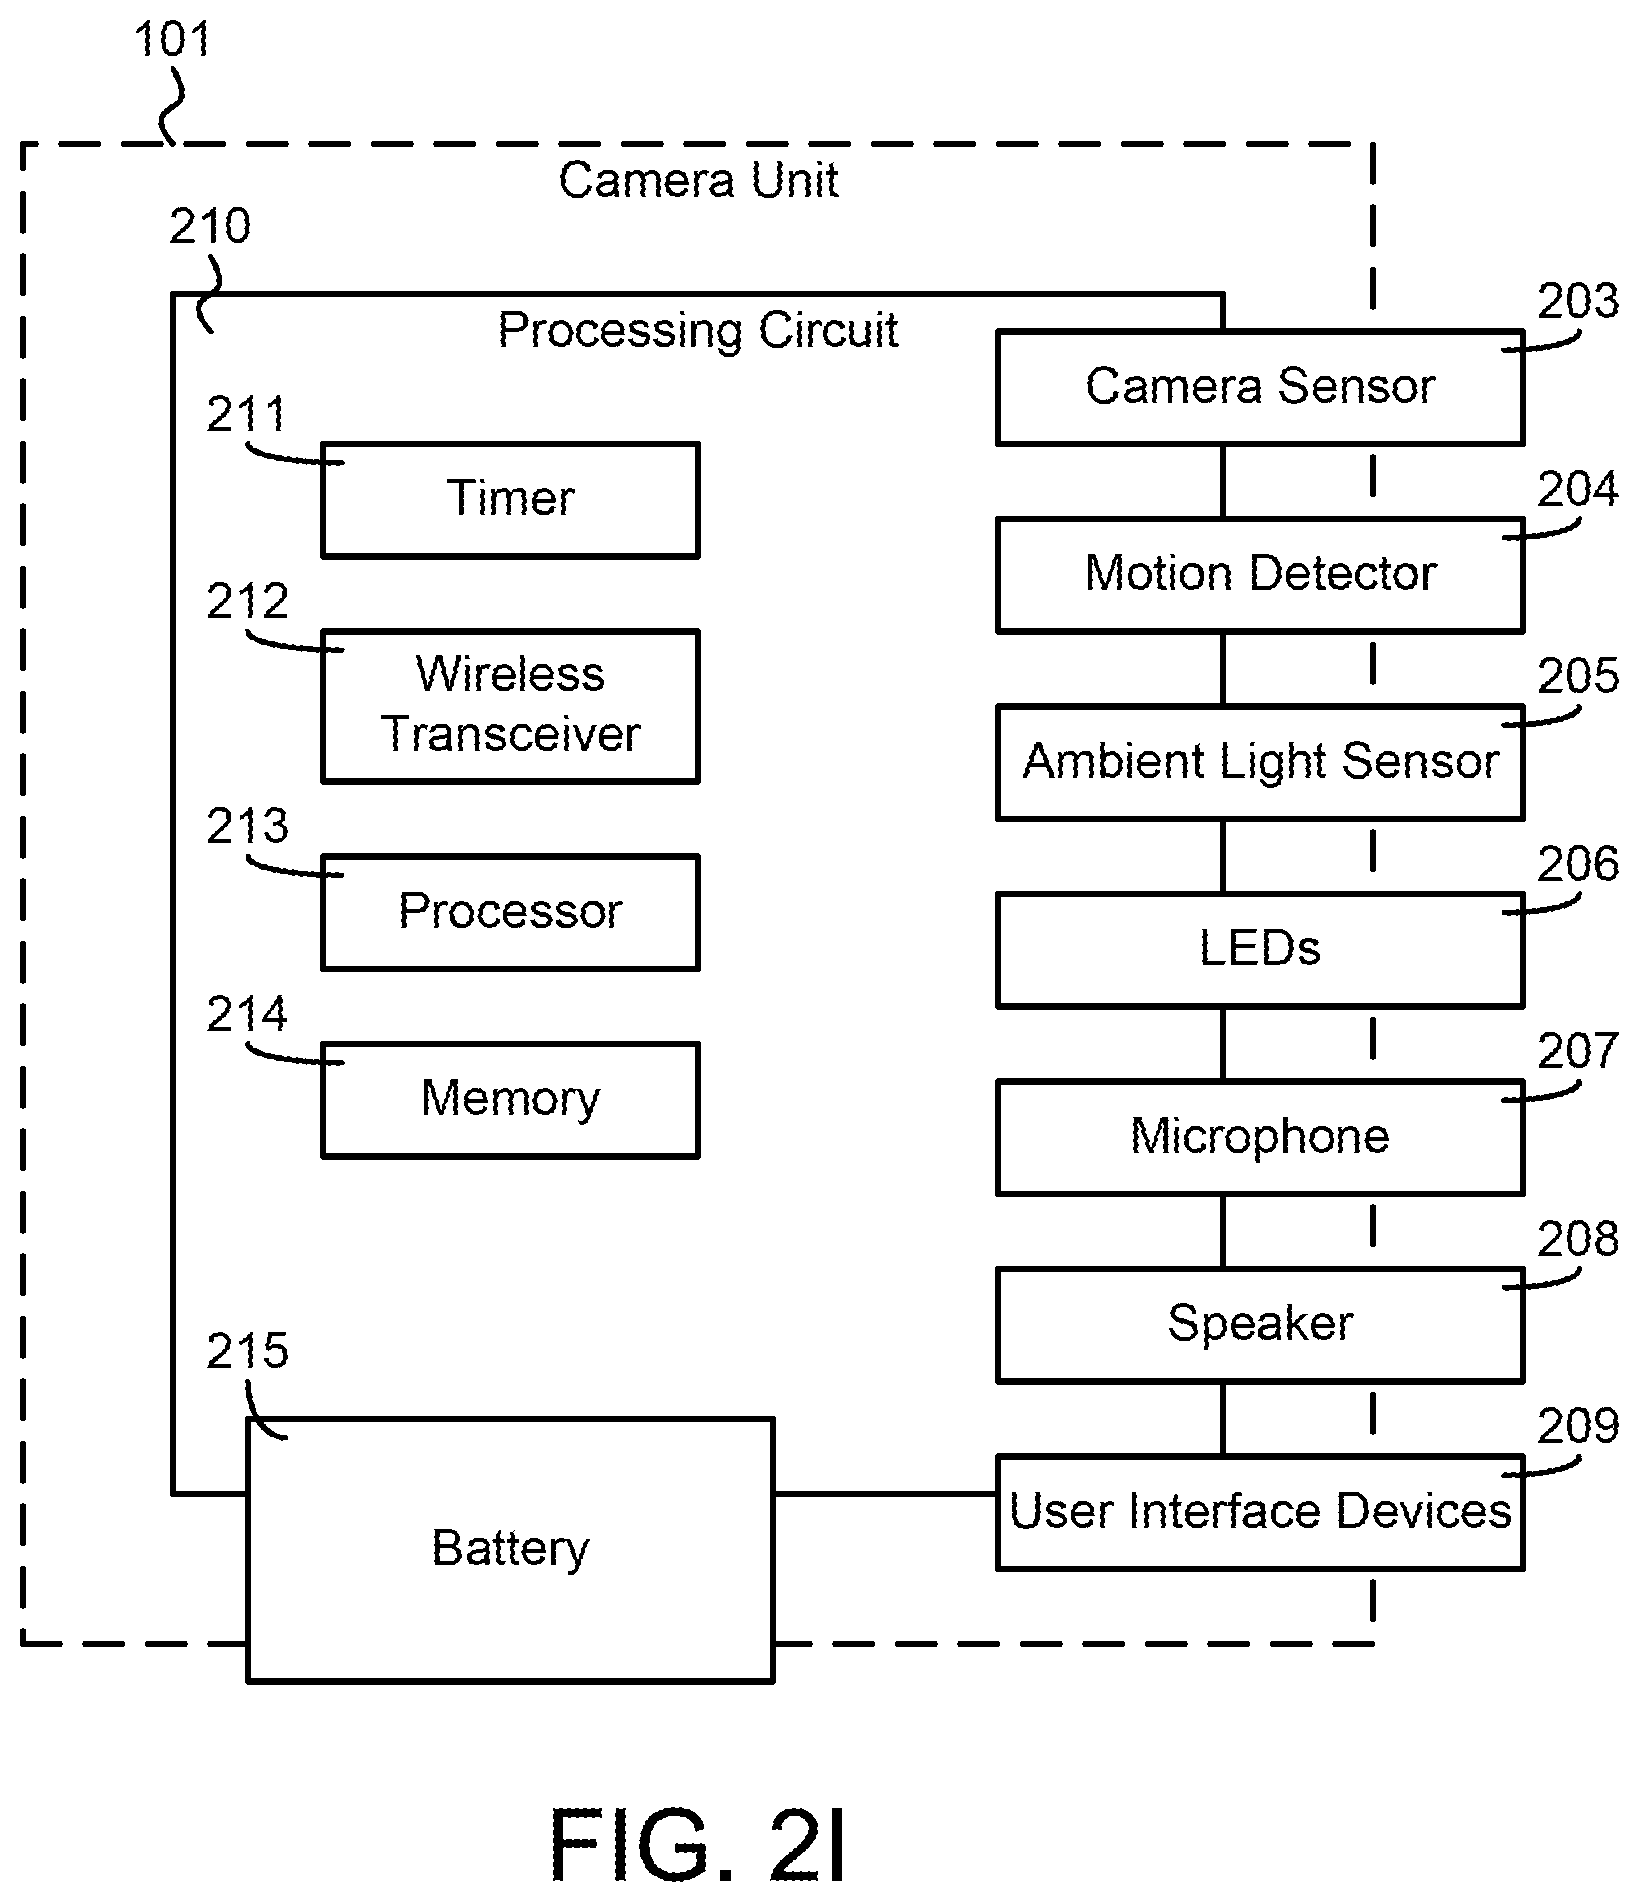 101
Camera Unit
210
Processing Circuit
203
Camera Sensor
211
Timer
204
Motion Detector
212
Wireless
Transceiver
205
Ambient Light Sensor
213
Processor
206
LEDs
214
Memory
207
Microphone
208
Speaker
215
Battery
209
User Interface Devices
FIG. 2I